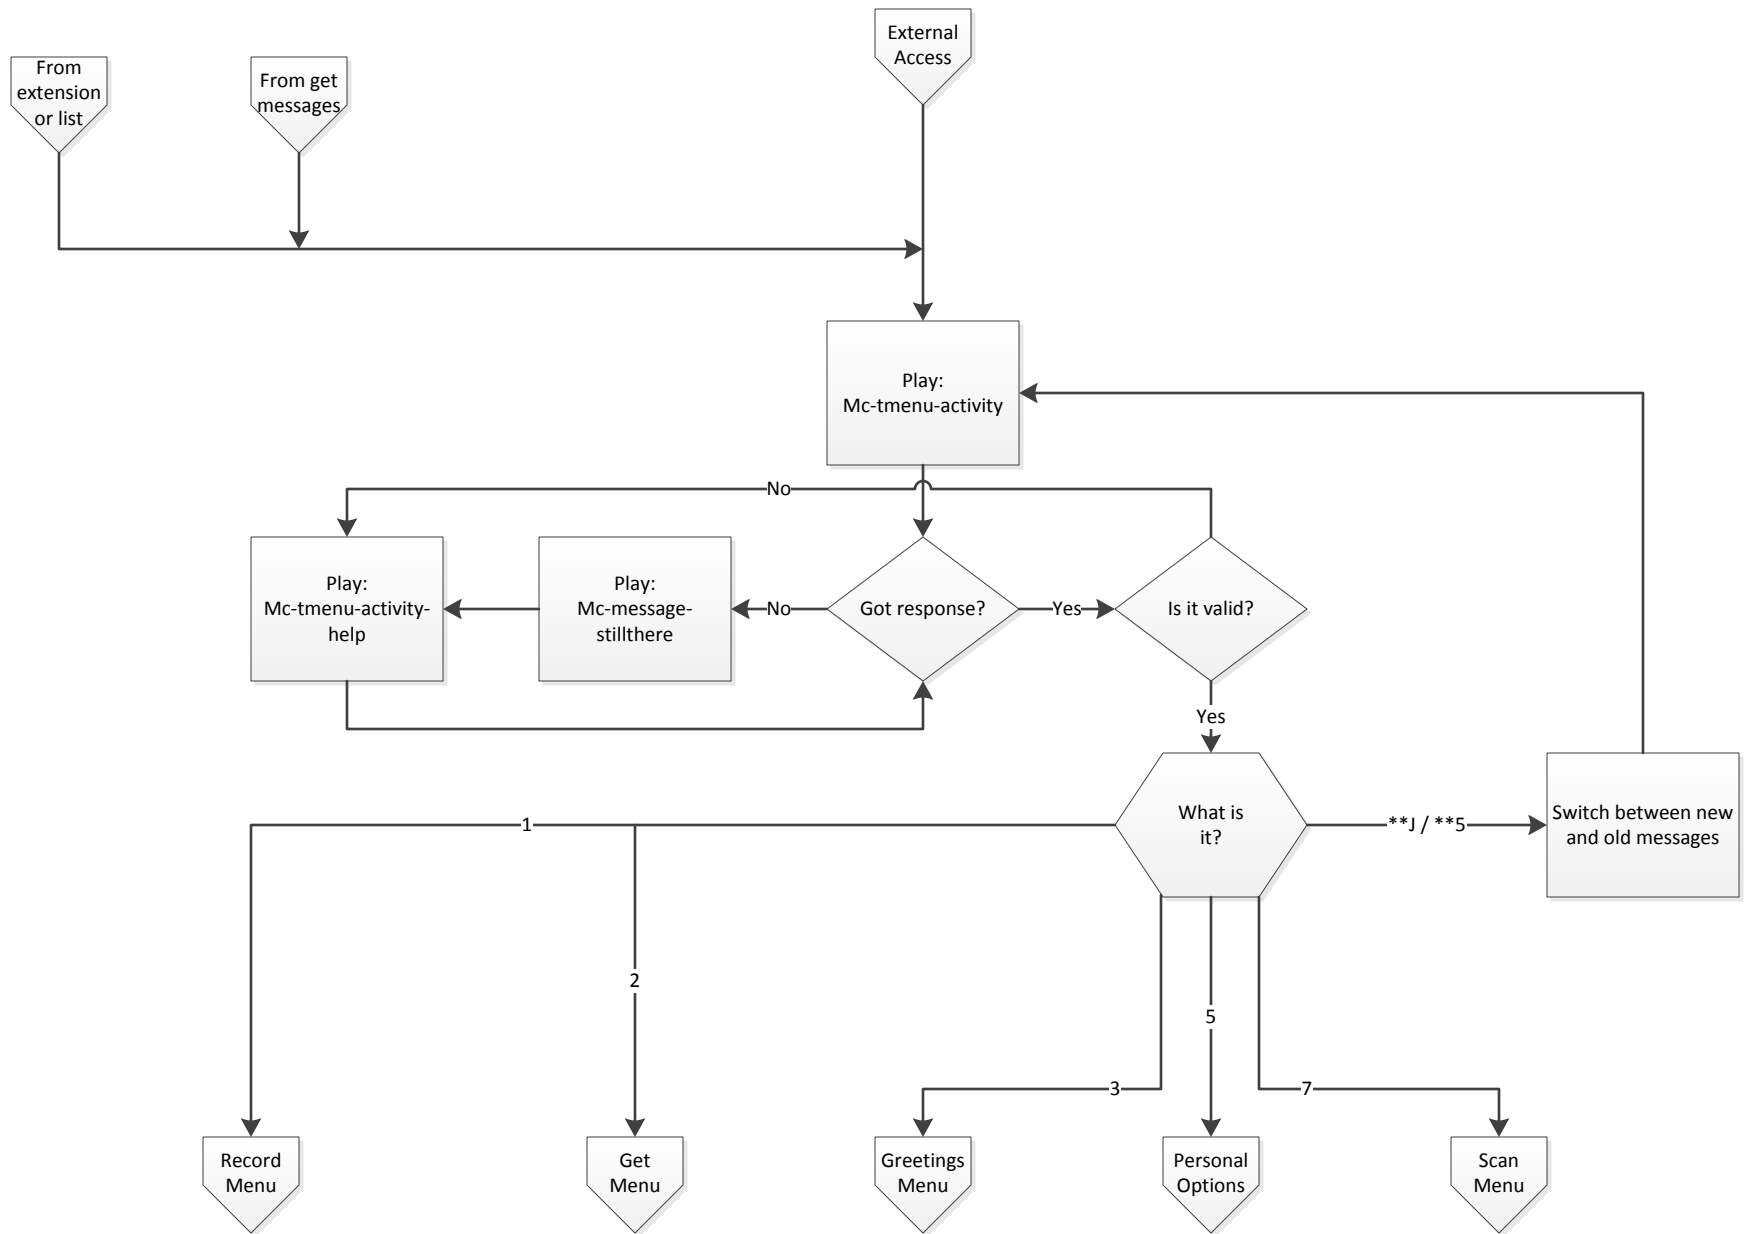 External
Access
From
extension
or list
From get
messages
Play:
Mc-tmenu-activity
No
Play:
Mc-tmenu-activity-
help
Play:
Mc-message-
stillthere
No
Got response?
Yes
Is it valid?
Yes
What is
it?
**J / **5
Switch between new
and old messages
1
2
5
3
7
Record
Menu
Get
Menu
Greetings
Menu
Personal
Options
Scan
Menu